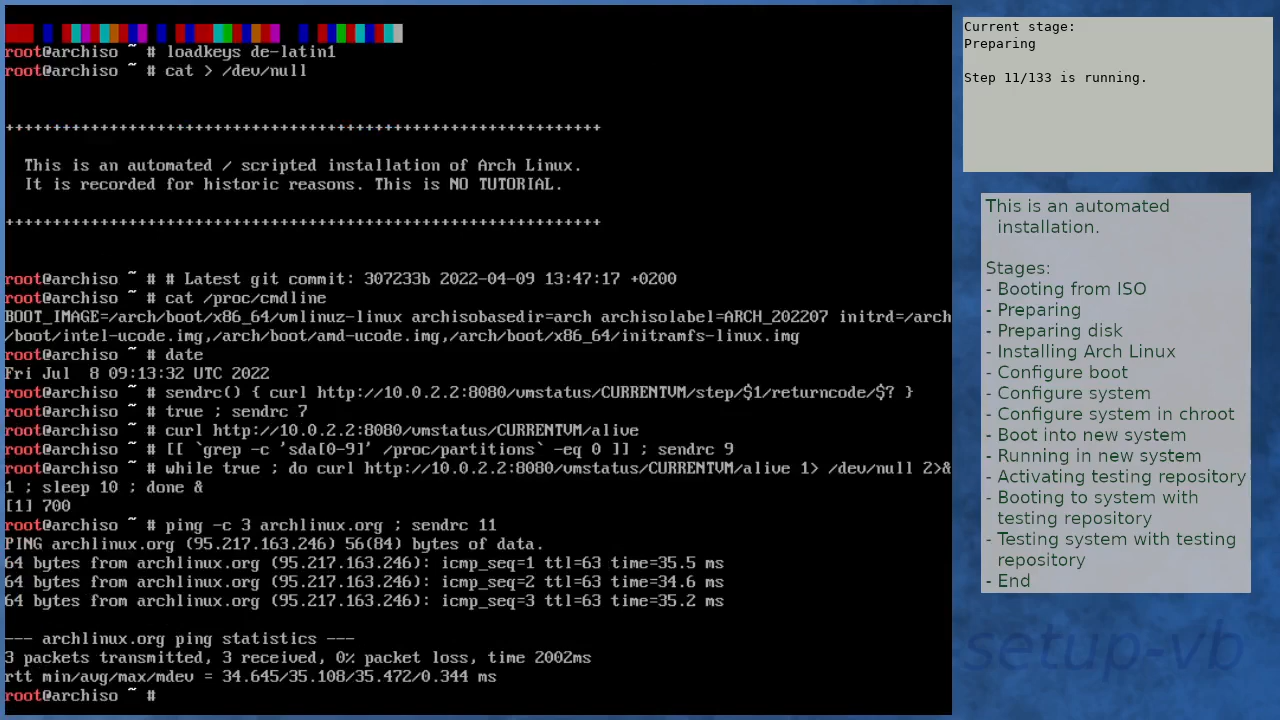 root@archiso ~ # loadkeys de-latin1
root@archiso ~ # cat > /dev/null
++++++++++++++++++++++++++++++++++++++++++++++++++++++++++++++++
This is an automated / scripted installation of Arch Linux.
It is recorded for historic reasons. This is NO TUTORIAL.
++++++++++++++++++++++++++++++++++++++++++++++++++++++++++++++++
root@archiso ~ # # Latest git commit: 307233b 2022-04-09 13:47:17 +0200
root@archiso ~ # cat /proc/cmdline
BOOT_IMAGE=/arch/boot/x86_64/vmlinuz-linux archisobasedir=arch archisolabel=ARCH_202207 initrd=/arch
/boot/intel-ucode.img,/arch/boot/amd-ucode.img,/arch/boot/x86_64/initramfs-linux.img
root@archiso ~ # date
Fri Jul  8 09:13:32 UTC 2022
root@archiso ~ # sendrc() { curl http://10.0.2.2:8080/vmstatus/CURRENTVM/step/$1/returncode/$? }
root@archiso ~ # true ; sendrc 7
root@archiso ~ # curl http://10.0.2.2:8080/vmstatus/CURRENTVM/alive
root@archiso ~ # [[ `grep -c 'sda[0-9]' /proc/partitions` -eq 0 ]] ; sendrc 9
root@archiso ~ # while true ; do curl http://10.0.2.2:8080/vmstatus/CURRENTVM/alive 1> /dev/null 2>&
1 ; sleep 10 ; done &
[1] 700
root@archiso ~ # ping -c 3 archlinux.org ; sendrc 11
PING archlinux.org (95.217.163.246) 56(84) bytes of data.
64 bytes from archlinux.org (95.217.163.246): icmp_seq=1 ttl=63 time=35.5 ms
64 bytes from archlinux.org (95.217.163.246): icmp_seq=2 ttl=63 time=34.6 ms
64 bytes from archlinux.org (95.217.163.246): icmp_seq=3 ttl=63 time=35.2 ms
--- archlinux.org ping statistics ---
3 packets transmitted, 3 received, 0% packet loss, time 2002ms
rtt min/avg/max/mdev = 34.645/35.108/35.472/0.344 ms
root@archiso ~ #
Current stage:
Preparing
Step 11/133 is running.
This is an automated
installation.
Stages:
- Booting from ISO
- Preparing
- Preparing disk
- Installing Arch Linux
- Configure boot
- Configure system
- Configure system in chroot
- Boot into new system
- Running in new system
- Activating testing repository
- Booting to system with
testing repository
- Testing system with testing
repository
- End
setup-vb